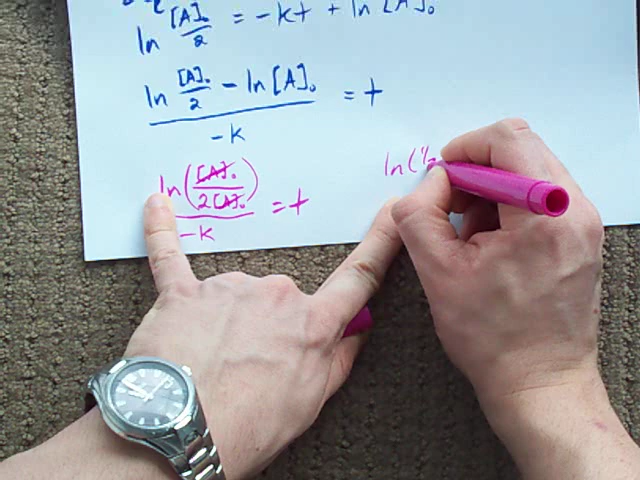 ln [A]₀/2 = -kt + ln [A]₀
ln [A]₀/2 - ln [A]₀ / -k = t
ln([A]₀/2[A]₀) / -k = t
ln(1/2